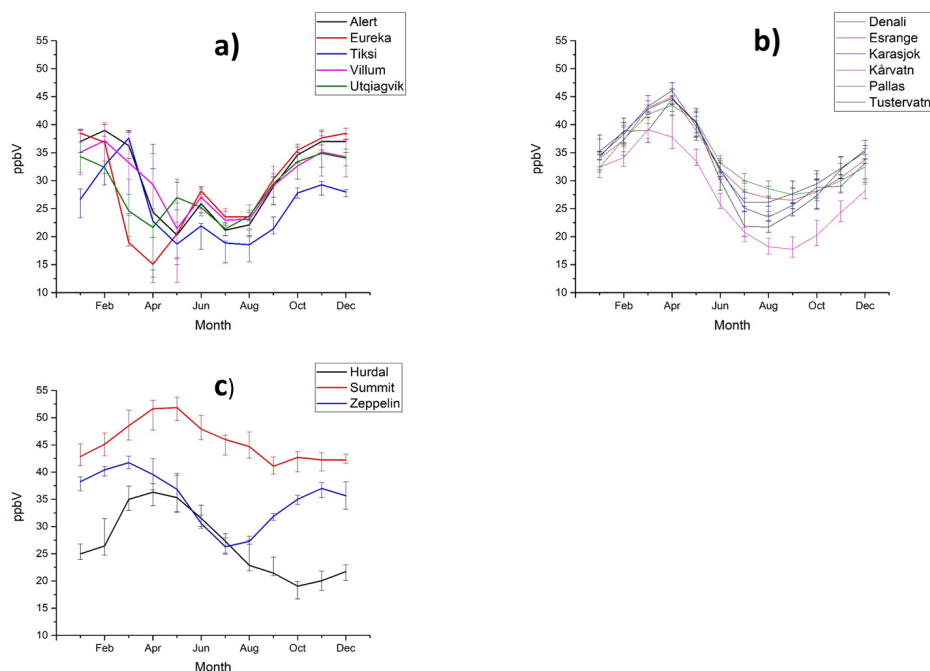 a)
Alert
Eureka
Tiksi
Villum
Utqiagvik
55
50
45
40
35
30
25
20
15
10
ppbV
Feb Apr Jun Aug Oct Dec
Month
b)
Denali
Esrange
Karasjok
Kårvatn
Pallas
Tustervatn
55
50
45
40
35
30
25
20
15
10
ppbV
Feb Apr Jun Aug Oct Dec
Month
c)
Hurdal
Summit
Zeppelin
55
50
45
40
35
30
25
20
15
10
ppbV
Feb Apr Jun Aug Oct Dec
Month